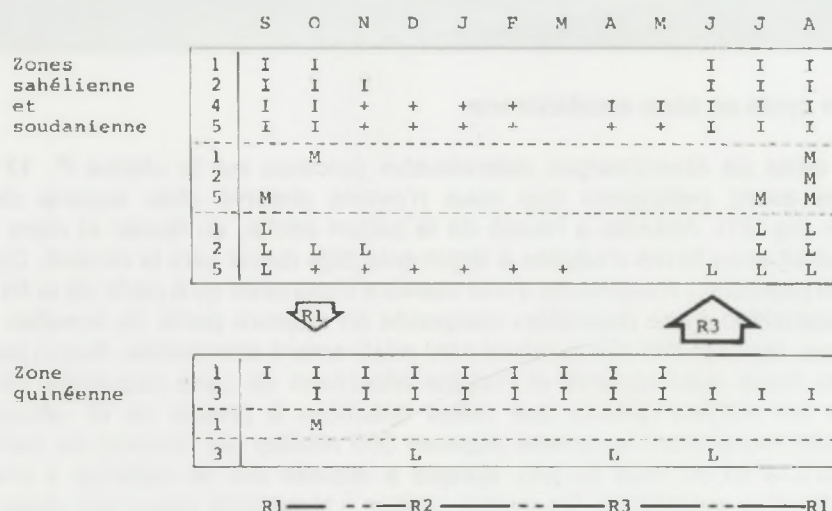 S O N D J F M A M J J A
Zones 1 I I I I I
sahélienne 2 I I I I I I
et 4 I I + + + + I I I I I
soudanienne 5 I I + + + + + + I I I
1 M M
2 M
5 M M M
1 L L L
2 L L L L L
5 L + + + + + + L L L
R1 R3
Zone 1 I I I I I I I I I
guinéenne 3 I I I I I I I I I I I
1 M
3 L L L
R1 R2 R3 R1